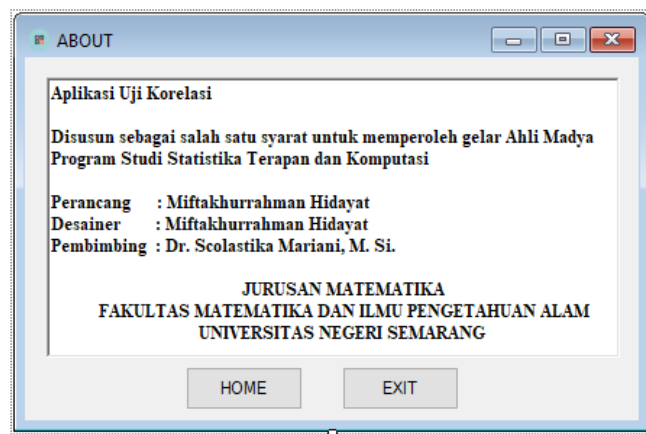 ABOUT
Aplikasi Uji Korelasi
Disusun sebagai salah satu syarat untuk memperoleh gelar Ahli Madya
Program Studi Statistika Terapan dan Komputasi
Perancang : Miftakhurrahman Hidayat
Desainer : Miftakhurrahman Hidayat
Pembimbing : Dr. Scolastika Mariani, M. Si.
JURUSAN MATEMATIKA
FAKULTAS MATEMATIKA DAN ILMU PENGETAHUAN ALAM
UNIVERSITAS NEGERI SEMARANG
HOME EXIT